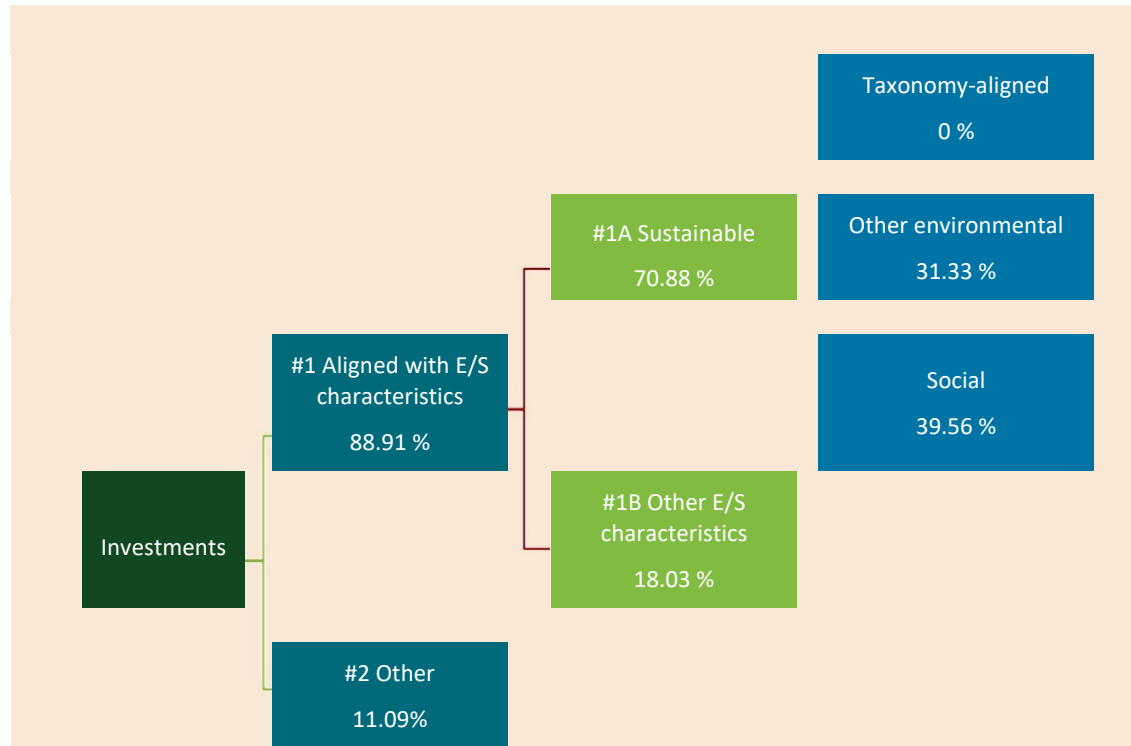 Investments
#1 Aligned with E/S
characteristics
88.91 %
#2 Other
11.09%
#1A Sustainable
70.88 %
#1B Other E/S
characteristics
18.03 %
Taxonomy-aligned
0 %
Other environmental
31.33 %
Social
39.56 %